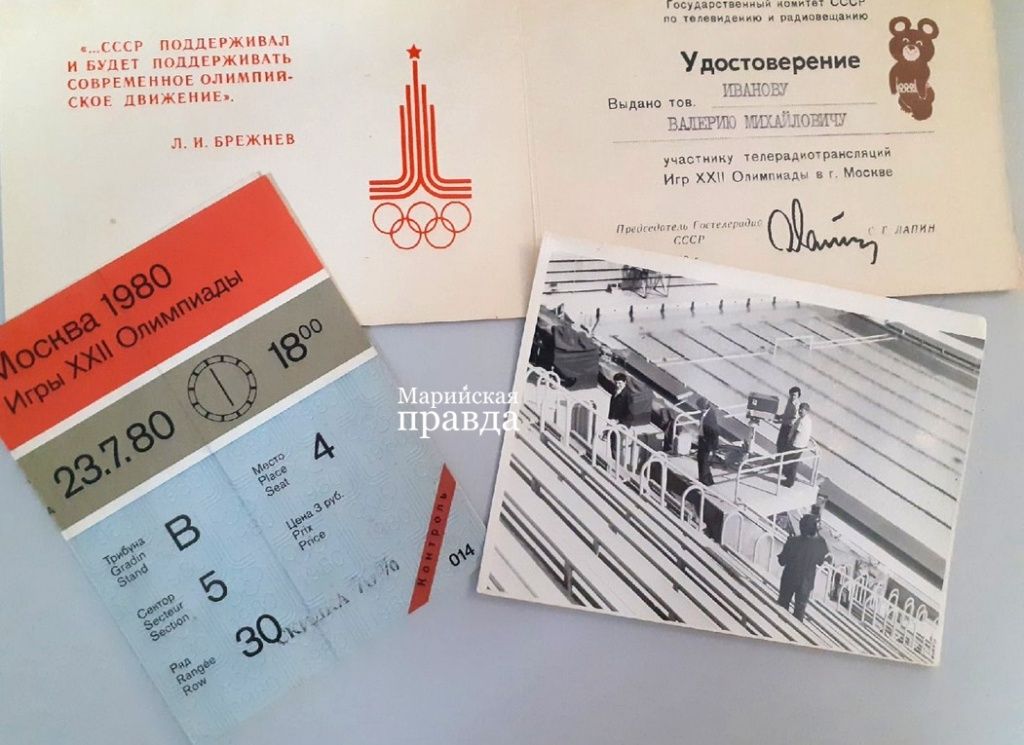 «...СССР ПОДДЕРЖИВАЛ
И БУДЕТ ПОДДЕРЖИВАТЬ
СОВРЕМЕННОЕ ОЛИМПИЙ-
СКОЕ ДВИЖЕНИЕ».
Л. И. БРЕЖНЕВ
Государственный комитет СССР
по телевидению и радиовещанию
Удостоверение
Выдано тов. ИВАНОВУ
ВАЛЕРИЮ МИХАЙЛОВИЧУ
участнику телерадиотрансляций
Игр XXII Олимпиады в г. Москве
Председатель Гостелерадио
СССР
С. Г. ЛАПИН
Москва 1980
Игры XXII Олимпиады
23.7.80
18⁰⁰
Трибуна
Gradin
Stand
В
Место
Place
Seat
4
Сектор
Secteur
Section
5
Цена 3 руб.
Prix
Price
Ряд
Rangée
Row
30
СКИДКА 70%
Контроль
014
Марийская
правда